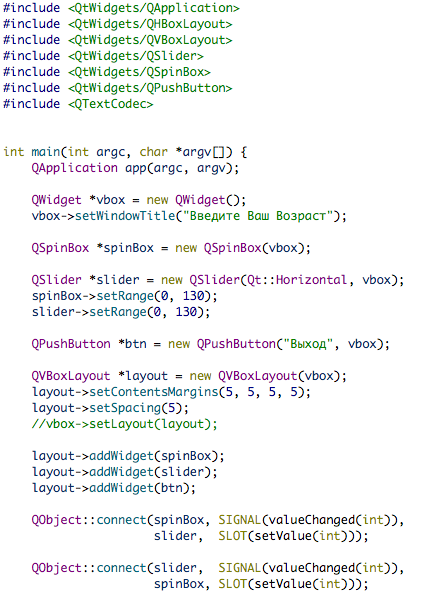 #include <QtWidgets/QApplication>
#include <QtWidgets/QHBoxLayout>
#include <QtWidgets/QVBoxLayout>
#include <QtWidgets/QSlider>
#include <QtWidgets/QSpinBox>
#include <QtWidgets/QPushButton>
#include <QTextCodec>

int main(int argc, char *argv[]) {
    QApplication app(argc, argv);

    QWidget *vbox = new QWidget();
    vbox->setWindowTitle("Введите Ваш Возраст");

    QSpinBox *spinBox = new QSpinBox(vbox);

    QSlider *slider = new QSlider(Qt::Horizontal, vbox);
    spinBox->setRange(0, 130);
    slider->setRange(0, 130);

    QPushButton *btn = new QPushButton("Выход", vbox);

    QVBoxLayout *layout = new QVBoxLayout(vbox);
    layout->setContentsMargins(5, 5, 5, 5);
    layout->setSpacing(5);
    //vbox->setLayout(layout);

    layout->addWidget(spinBox);
    layout->addWidget(slider);
    layout->addWidget(btn);

    QObject::connect(spinBox, SIGNAL(valueChanged(int)),
                     slider,  SLOT(setValue(int)));

    QObject::connect(slider,  SIGNAL(valueChanged(int)),
                     spinBox, SLOT(setValue(int)));